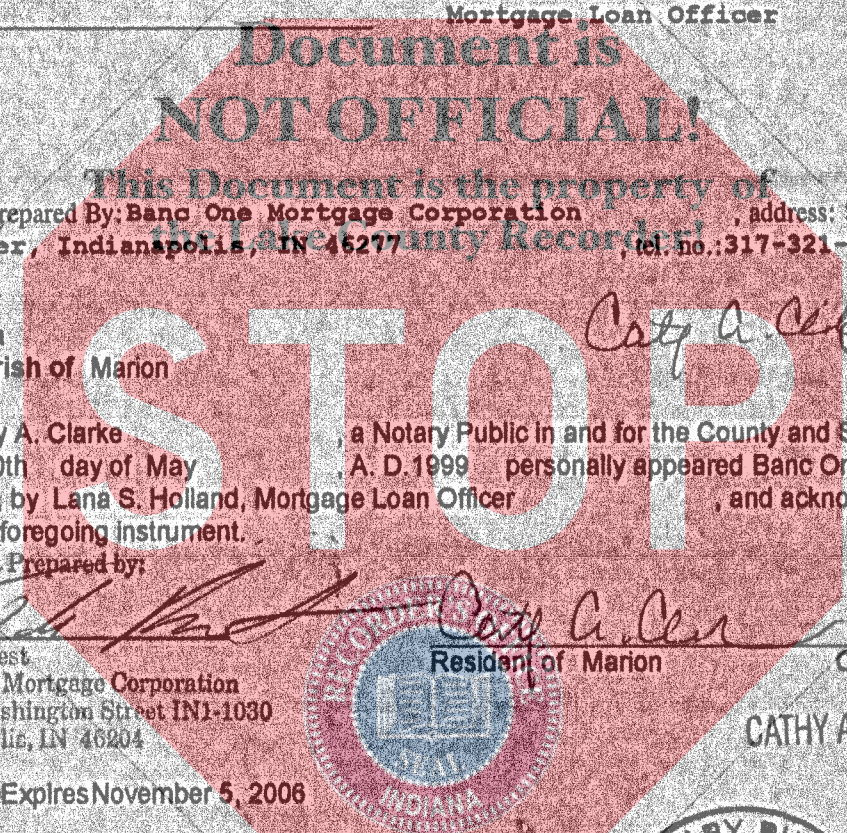 Mortgage Loan Officer
Document is
NOT OFFICIAL!
This Document is the property of
the Lake County Recorder!
repared By: Banc One Mortgage Corporation , address:
er, Indianapolis, IN 46277 , tel. no.: 317-321-
Cathy A.
rish of Marion
y A. Clarke , a Notary Public in and for the County and S
0th day of May , A. D. 1999 personally appeared Banc On
by Lana S. Holland, Mortgage Loan Officer , and ackno
foregoing instrument.
STOP
Prepared by:
Cathy A.
est
Resident of Marion
Mortgage Corporation
shington Street IN1-1030
lis, IN 46204
CATHY A
RECORDER'S OFFICE
SEAL
INDIANA
Expires November 5, 2006